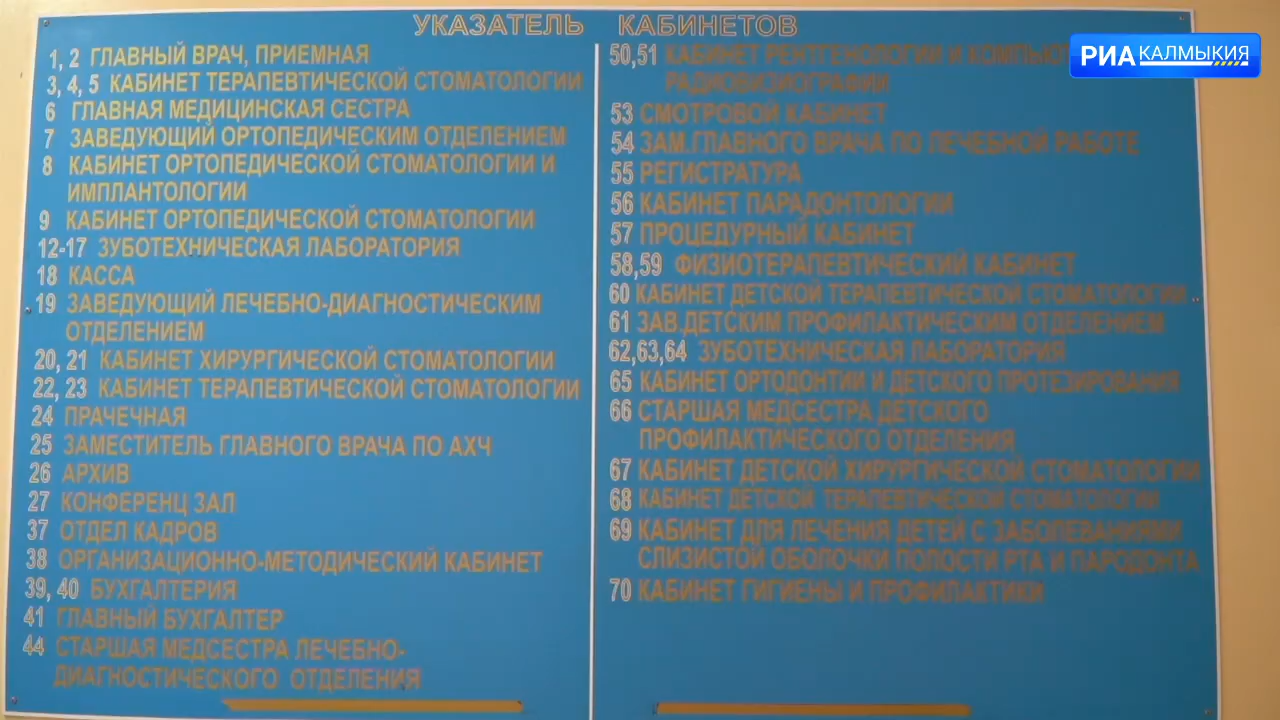 УКАЗАТЕЛЬ КАБИНЕТОВ
1, 2 ГЛАВНЫЙ ВРАЧ, ПРИЕМНАЯ
3, 4, 5 КАБИНЕТ ТЕРАПЕВТИЧЕСКОЙ СТОМАТОЛОГИИ
6 ГЛАВНАЯ МЕДИЦИНСКАЯ СЕСТРА
7 ЗАВЕДУЮЩИЙ ОРТОПЕДИЧЕСКИМ ОТДЕЛЕНИЕМ
8 КАБИНЕТ ОРТОПЕДИЧЕСКОЙ СТОМАТОЛОГИИ И
ИМПЛАНТОЛОГИИ
9 КАБИНЕТ ОРТОПЕДИЧЕСКОЙ СТОМАТОЛОГИИ
12-17 ЗУБОТЕХНИЧЕСКАЯ ЛАБОРАТОРИЯ
18 КАССА
19 ЗАВЕДУЮЩИЙ ЛЕЧЕБНО-ДИАГНОСТИЧЕСКИМ
ОТДЕЛЕНИЕМ
20, 21 КАБИНЕТ ХИРУРГИЧЕСКОЙ СТОМАТОЛОГИИ
22, 23 КАБИНЕТ ТЕРАПЕВТИЧЕСКОЙ СТОМАТОЛОГИИ
24 ПРАЧЕЧНАЯ
25 ЗАМЕСТИТЕЛЬ ГЛАВНОГО ВРАЧА ПО АХЧ
26 АРХИВ
27 КОНФЕРЕНЦ ЗАЛ
37 ОТДЕЛ КАДРОВ
38 ОРГАНИЗАЦИОННО-МЕТОДИЧЕСКИЙ КАБИНЕТ
39, 40 БУХГАЛТЕРИЯ
41 ГЛАВНЫЙ БУХГАЛТЕР
44 СТАРШАЯ МЕДСЕСТРА ЛЕЧЕБНО-
ДИАГНОСТИЧЕСКОГО ОТДЕЛЕНИЯ
50,51 КАБИНЕТ РЕНТГЕНОЛОГИИ И
РАДИОВИЗИОГРАФИИ
53 СМОТРОВОЙ КАБИНЕТ
54 ЗАМ.ГЛАВНОГО ВРАЧА ПО ЛЕЧЕБНОЙ РАБОТЕ
55 РЕГИСТРАТУРА
56 КАБИНЕТ ПАРАДОНТОЛОГИИ
57 ПРОЦЕДУРНЫЙ КАБИНЕТ
58,59 ФИЗИОТЕРАПЕВТИЧЕСКИЙ КАБИНЕТ
60 КАБИНЕТ ДЕТСКОЙ ТЕРАПЕВТИЧЕСКОЙ СТОМАТОЛОГИИ
61 ЗАВ.ДЕТСКИМ ПРОФИЛАКТИЧЕСКИМ ОТДЕЛЕНИЕМ
62,63,64 ЗУБОТЕХНИЧЕСКАЯ ЛАБОРАТОРИЯ
65 КАБИНЕТ ОРТОДОНТИИ И ДЕТСКОГО ПРОТЕЗИРОВАНИЯ
66 СТАРШАЯ МЕДСЕСТРА ДЕТСКОГО
ПРОФИЛАКТИЧЕСКОГО ОТДЕЛЕНИЯ
67 КАБИНЕТ ДЕТСКОЙ ХИРУРГИЧЕСКОЙ СТОМАТОЛОГИИ
68 КАБИНЕТ ДЕТСКОЙ ТЕРАПЕВТИЧЕСКОЙ СТОМАТОЛОГИИ
69 КАБИНЕТ ДЛЯ ЛЕЧЕНИЯ ДЕТЕЙ С ЗАБОЛЕВАНИЯМИ
СЛИЗИСТОЙ ОБОЛОЧКИ ПОЛОСТИ РТА И ПАРОДОНТА
70 КАБИНЕТ ГИГИЕНЫ И ПРОФИЛАКТИКИ
РИА КАЛМЫКИЯ